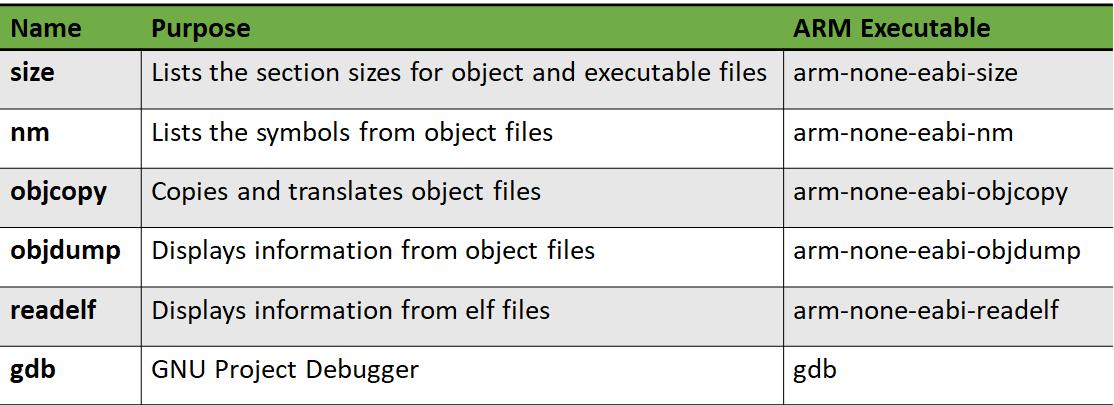 Name Purpose ARM Executable
size Lists the section sizes for object and executable files arm-none-eabi-size
nm Lists the symbols from object files arm-none-eabi-nm
objcopy Copies and translates object files arm-none-eabi-objcopy
objdump Displays information from object files arm-none-eabi-objdump
readelf Displays information from elf files arm-none-eabi-readelf
gdb GNU Project Debugger gdb